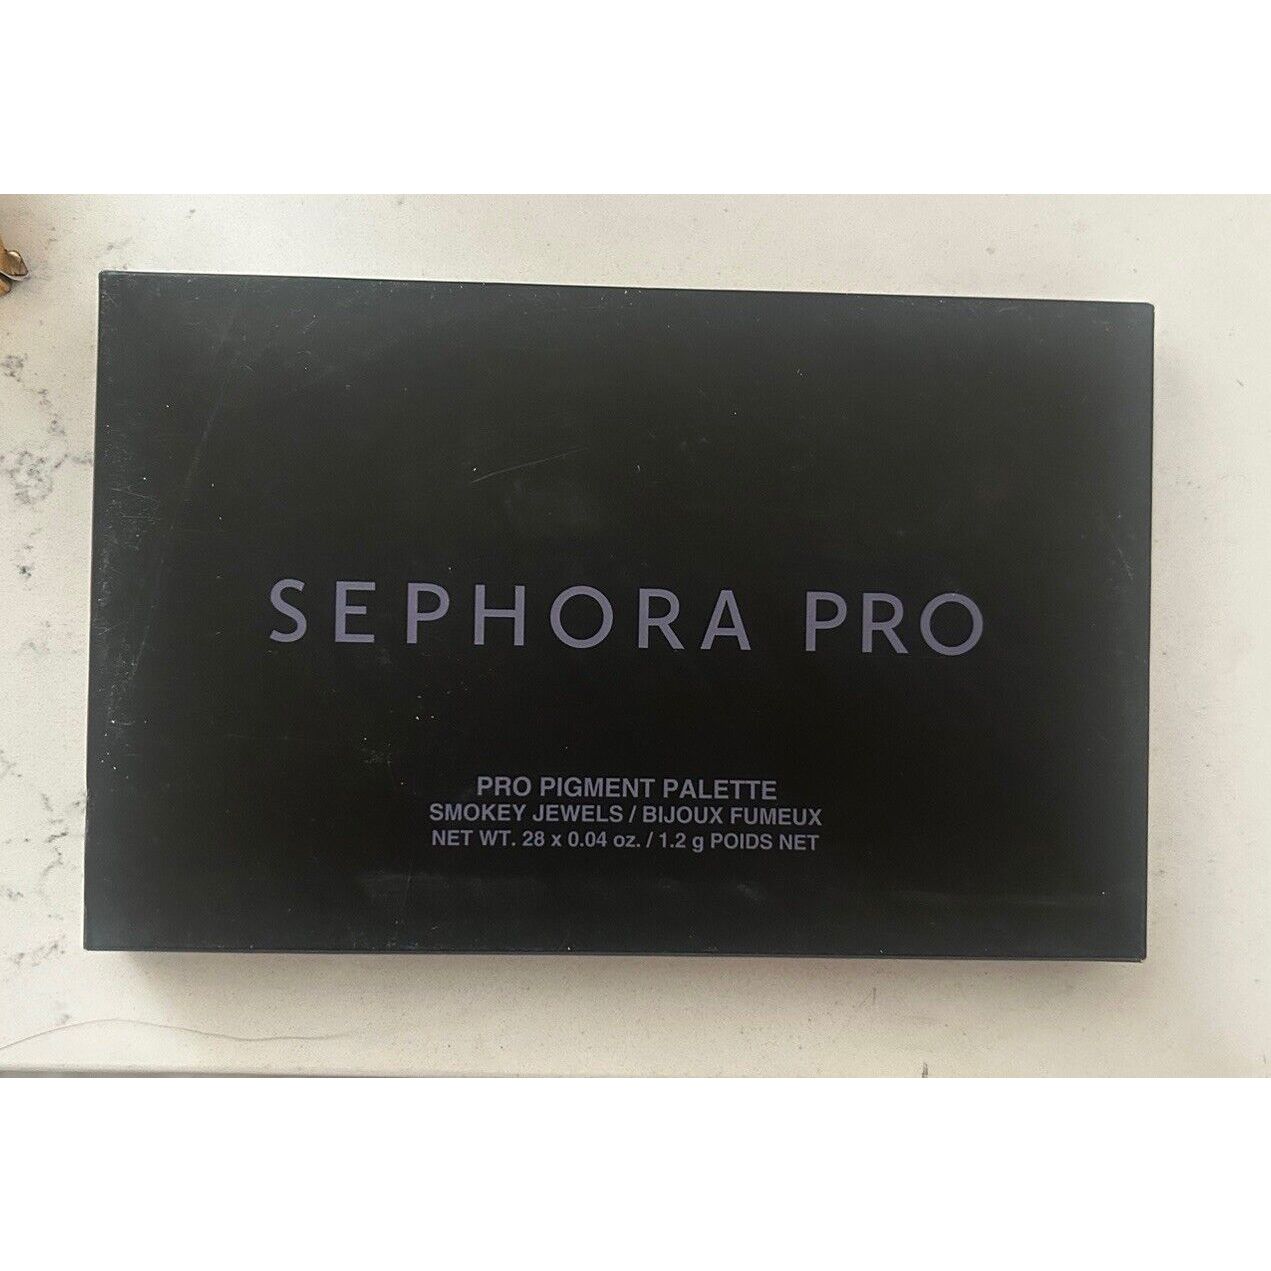 SEPHORA PRO
PRO PIGMENT PALETTE
SMOKEY JEWELS / BIJOUX FUMEUX
NET WT. 28 x 0.04 oz. / 1.2 g POIDS NET